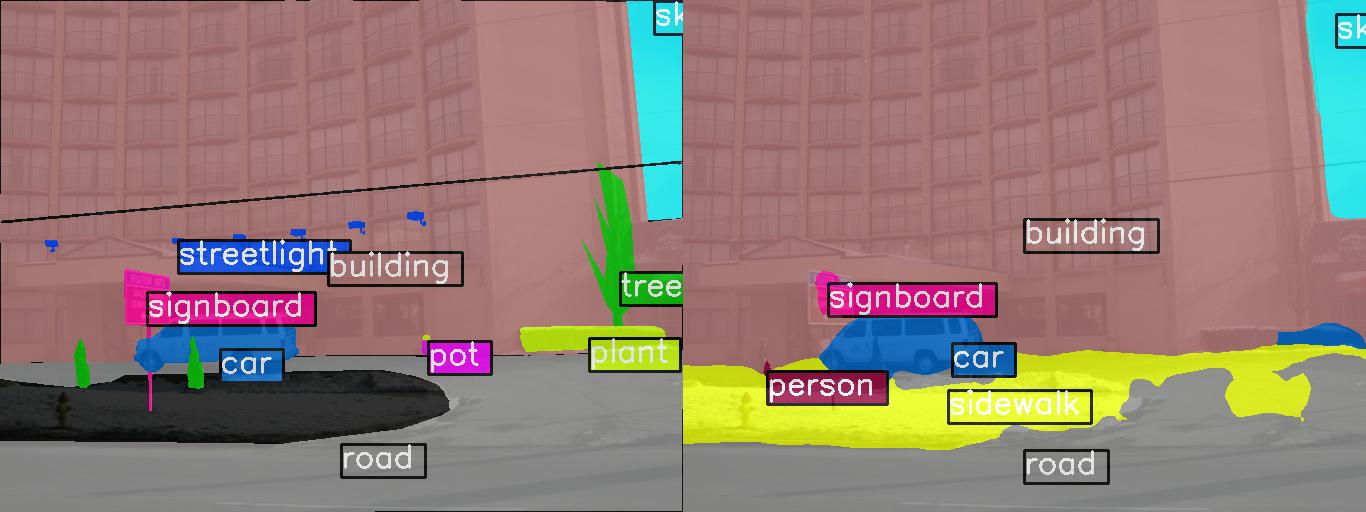 sk
streetlight
building
signboard
tree
pot
plant
car
road
sk
building
signboard
car
person
sidewalk
road